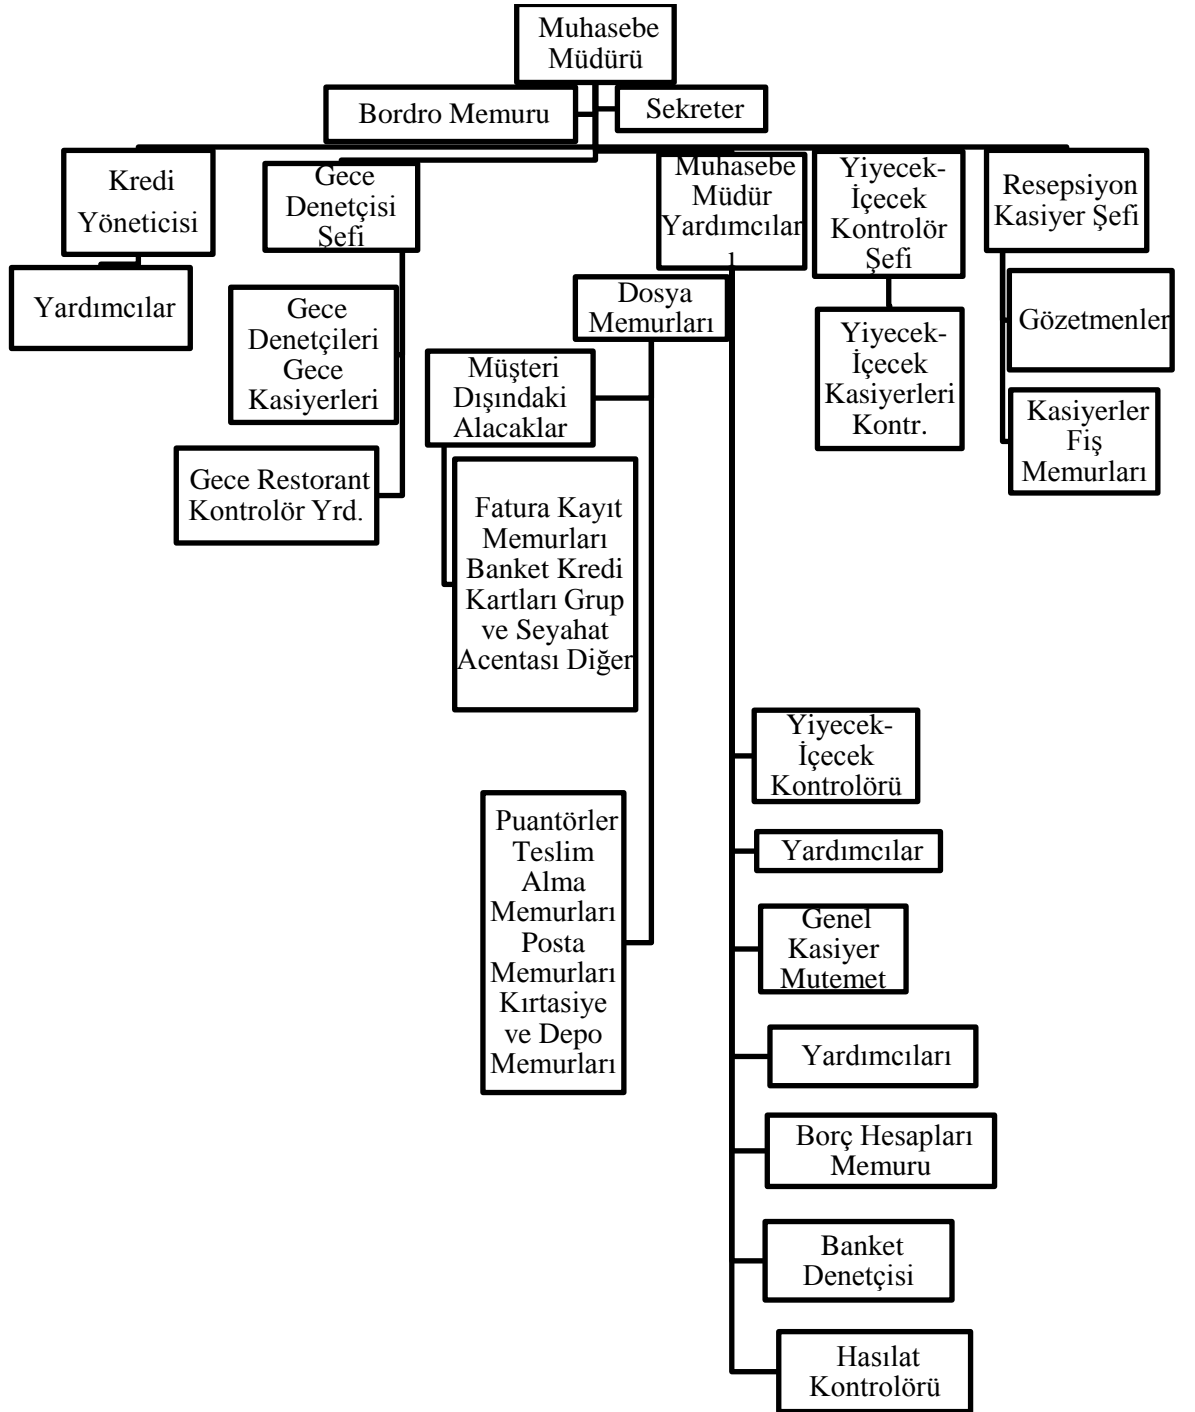 Muhasebe
Müdürü
Bordro Memuru
Sekreter
Kredi
Yöneticisi
Gece
Denetçisi
Şefi
Muhasebe
Müdür
Yardımcılar
ı
Yiyecek-
İçecek
Kontrolör
Şefi
Resepsiyon
Kasiyer Şefi
Yardımcılar
Gece
Denetçileri
Gece
Kasiyerleri
Gece Restorant
Kontrolör Yrd.
Dosya
Memurları
Müşteri
Dışındaki
Alacaklar
Fatura Kayıt
Memurları
Banket Kredi
Kartları Grup
ve Seyahat
Acentası Diğer
Puantörler
Teslim
Alma
Memurları
Posta
Memurları
Kırtasiye
ve Depo
Memurları
Yiyecek-
İçecek
Kasiyerleri
Kontr.
Gözetmenler
Kasiyerler
Fiş
Memurları
Yiyecek-
İçecek
Kontrolörü
Yardımcılar
Genel
Kasiyer
Mutemet
Yardımcıları
Borç Hesapları
Memuru
Banket
Denetçisi
Hasılat
Kontrolörü